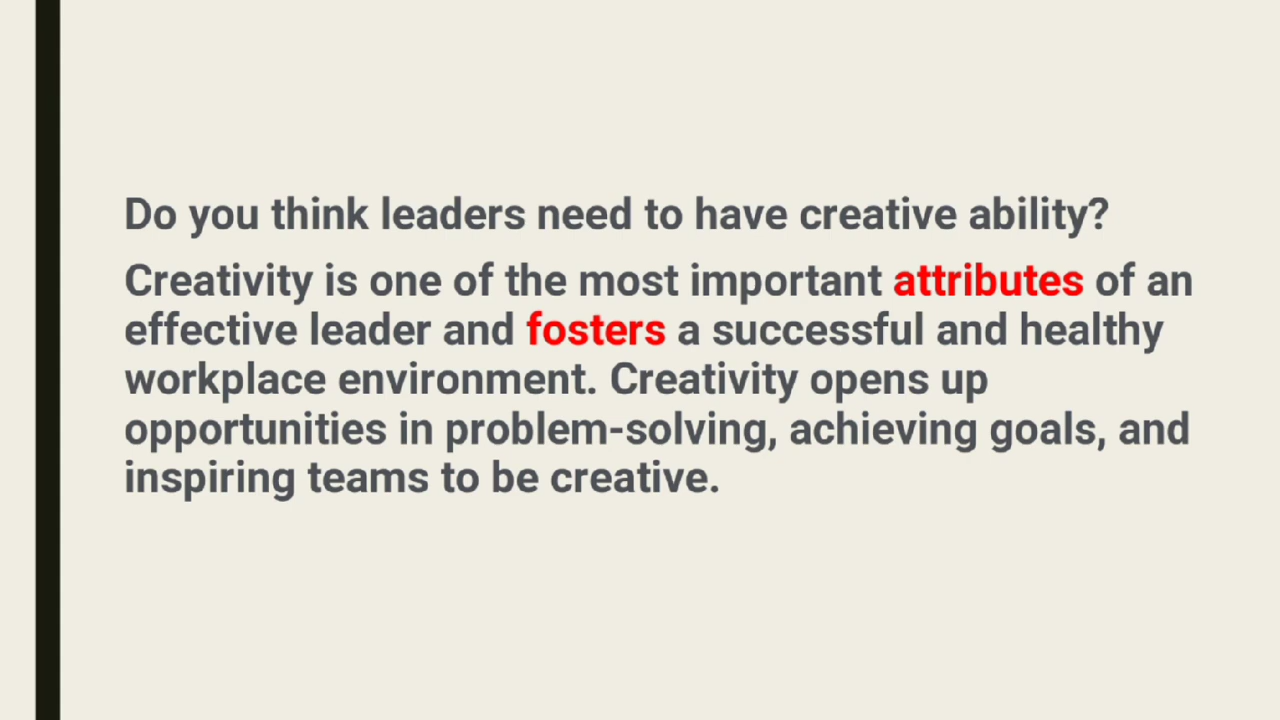 Do you think leaders need to have creative ability?
Creativity is one of the most important attributes of an
effective leader and fosters a successful and healthy
workplace environment. Creativity opens up
opportunities in problem-solving, achieving goals, and
inspiring teams to be creative.